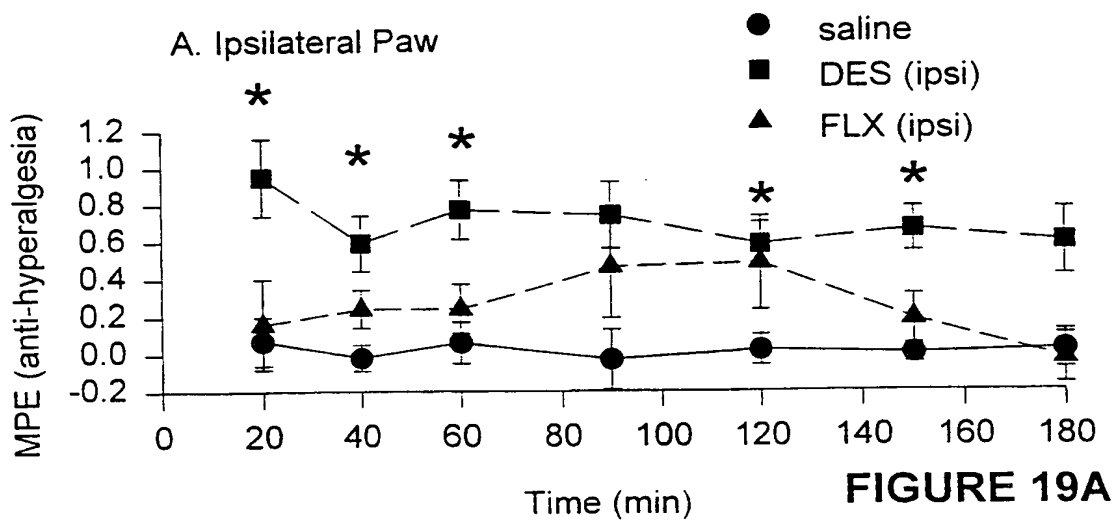 A. Ipsilateral Paw
saline
DES (ipsi)
FLX (ipsi)
* * * * *
MPE (anti-hyperalgesia)
1.2
1.0
0.8
0.6
0.4
0.2
0.0
-0.2
0 20 40 60 80 100 120 140 160 180
Time (min)
FIGURE 19A